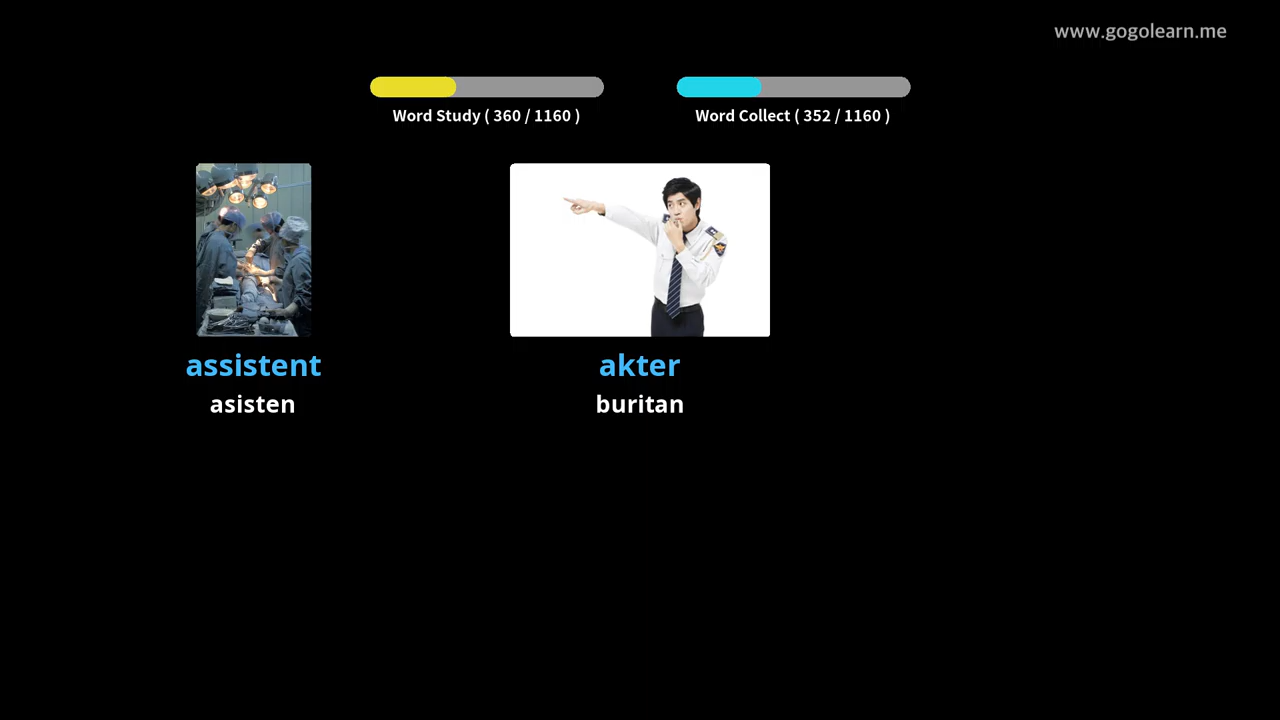 www.gogolearn.me
Word Study ( 360 / 1160 )
Word Collect ( 352 / 1160 )
assistent
asisten
akter
buritan